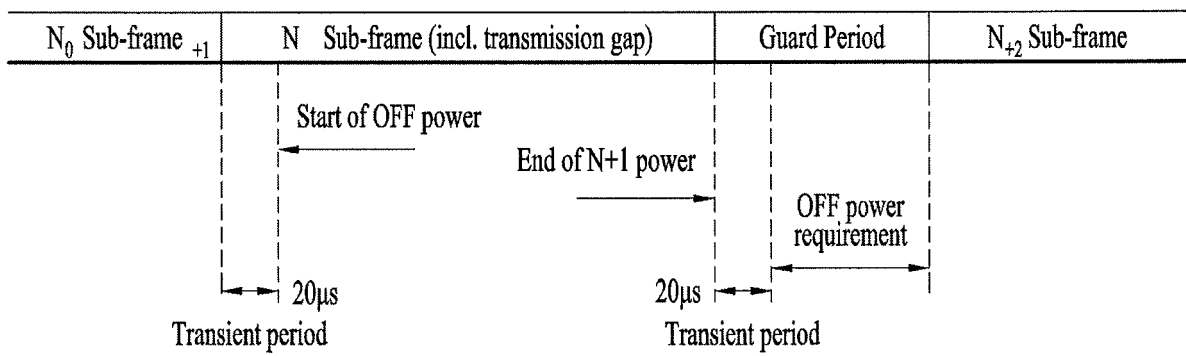 N0 Sub-frame +1 N Sub-frame (incl. transmission gap) Guard Period N+2 Sub-frame
Start of OFF power
End of N+1 power
OFF power
requirement
20μs 20μs
Transient period Transient period